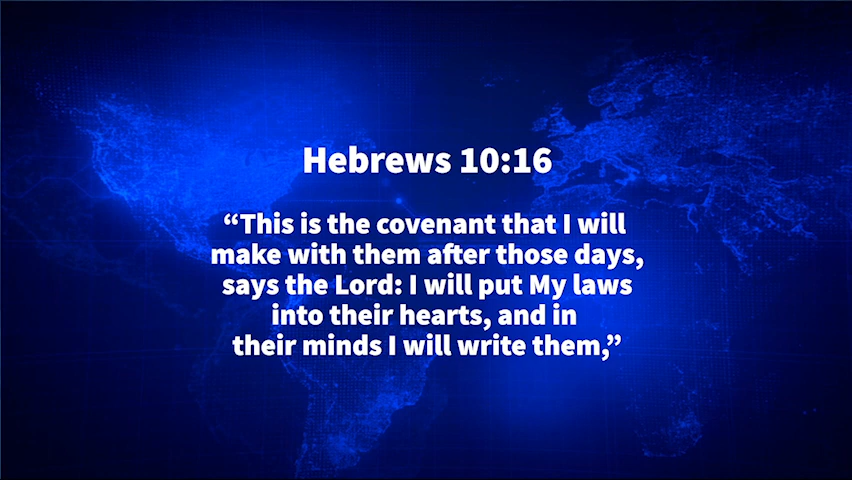 Hebrews 10:16
“This is the covenant that I will
make with them after those days,
says the Lord: I will put My laws
into their hearts, and in
their minds I will write them,”